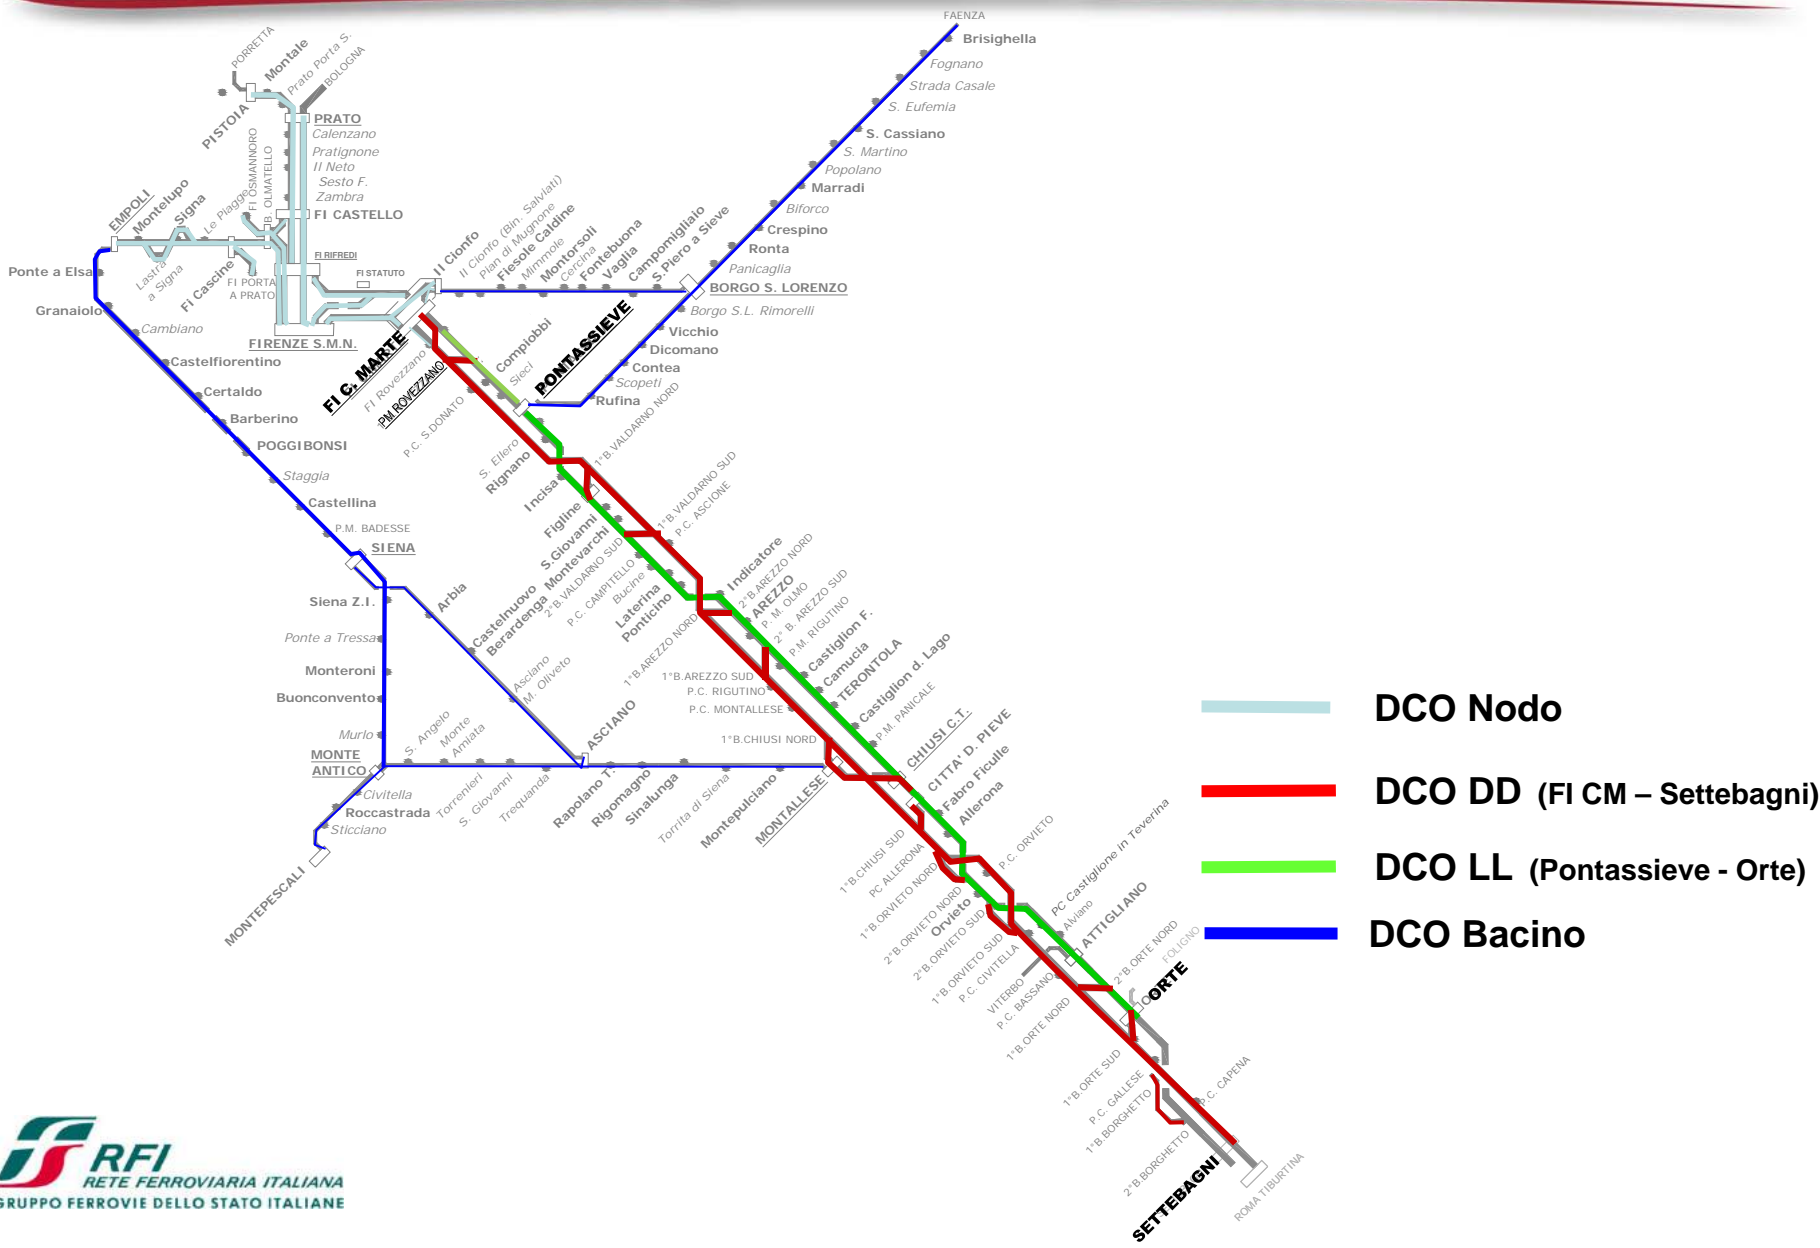 FAENZA
Brisighella
Fognano
Strada Casale
S. Eufemia
S. Cassiano
S. Martino
Popolano
Marradi
Biforco
Crespino
Ronta
Panicaglia
BORGO S. LORENZO
Borgo S.L. Rimorelli
Vicchio
Dicomano
Contea
Scopeti
Rufina
PORRETTA
Montale
Prato Porta S.
BOLOGNA
PISTOIA
PRATO
Calenzano
Pratignone
Il Neto
Sesto F.
Zambra
FI CASTELLO
FI OSMANNORO
B. OLMATELLO
EMPOLI
Montelupo
Signa
Le Piagge
Lastra
a Signa
Fi Cascine
FI PORTA
A PRATO
FI RIFREDI
FI STATUTO
FIRENZE S.M.N.
Il Cionfo
Il Cionfo (Bin. Salviati)
Pian di Mugnone
Fiesole Caldine
Mimmole
Montorsoli
Cercina
Fontebuona
Vaglia
Campomigliaio
S.Piero a Sieve
Ponte a Elsa
Granaiolo
Cambiano
Castelfiorentino
Certaldo
Barberino
POGGIBONSI
Staggia
Castellina
P.M. BADESSE
SIENA
Siena Z.I.
Ponte a Tressa
Monteroni
Buonconvento
Murlo
MONTE
ANTICO
Civitella
Roccastrada
Sticciano
MONTEPESCALI
Arbia
Castelnuovo
Berardenga
Asciano
M. Oliveto
ASCIANO
S. Angelo
Monte
Amiata
Torrenieri
S. Giovanni
Trequanda
Rapolano T.
Rigomagno
Sinalunga
Torrita di Siena
Montepulciano
MONTALLESE
FI C. MARTE
FI Rovezzano
PM ROVEZZANO
Compiobbi
Sieci
PONTASSIEVE
P.C. S.DONATO
S. Ellero
Rignano
Incisa
Figline
S.Giovanni
Montevarchi
1°B.VALDARNO NORD
1°B.VALDARNO SUD
P.C. ASCIONE
2°B.VALDARNO SUD
P.C. CAMPITELLO
Bucine
Laterina
Ponticino
Indicatore
2°B.AREZZO NORD
AREZZO
P. M. OLMO
2° B. AREZZO SUD
P.M. RIGUTINO
Castiglion F.
Camucia
TERONTOLA
Castiglion d. Lago
P.M. PANICALE
CHIUSI C.T.
CITTA' D. PIEVE
Fabro Ficulle
Allerona
1°B.AREZZO NORD
1°B.AREZZO SUD
P.C. RIGUTINO
P.C. MONTALLESE
1°B.CHIUSI NORD
1°B.CHIUSI SUD
PC ALLERONA
1°B.ORVIETO NORD
2°B.ORVIETO NORD
Orvieto
2°B.ORVIETO SUD
1°B.ORVIETO SUD
P.C. CIVITELLA
VITERBO
P.C. BASSANO
1°B.ORTE NORD
P.C. ORVIETO
PC Castiglione in Teverina
Alviano
ATTIGLIANO
2°B.ORTE NORD
FOLIGNO
ORTE
1°B.ORTE SUD
P.C. GALLESE
1°B.BORGHETTO
2°B.BORGHETTO
P.C. CAPENA
SETTEBAGNI
ROMA TIBURTINA
DCO Nodo
DCO DD (FI CM – Settebagni)
DCO LL (Pontassieve - Orte)
DCO Bacino
RFI
RETE FERROVIARIA ITALIANA
GRUPPO FERROVIE DELLO STATO ITALIANE